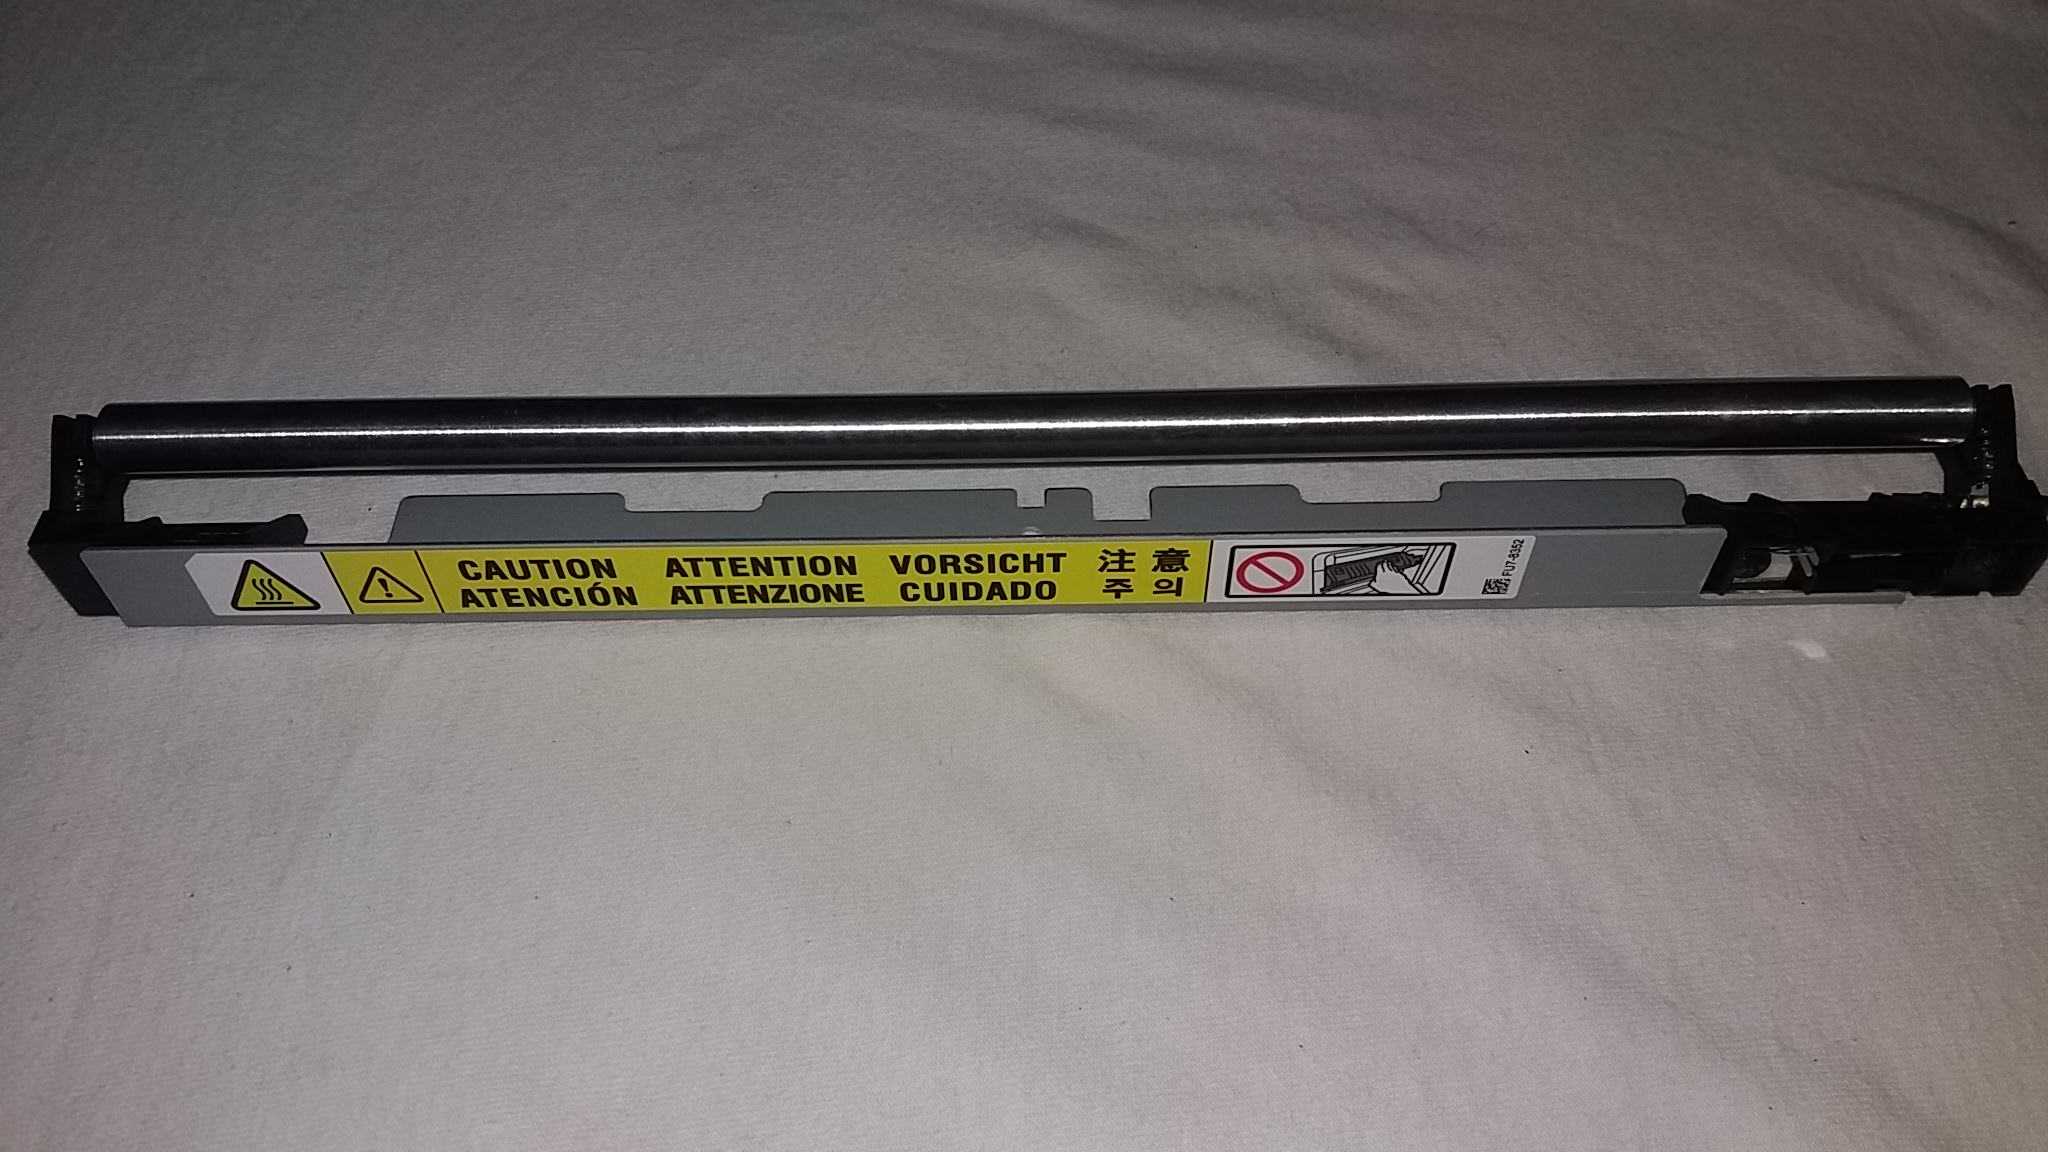 CAUTION ATTENTION VORSICHT 注意
ATENCIÓN ATTENZIONE CUIDADO 주의
FU7-8352